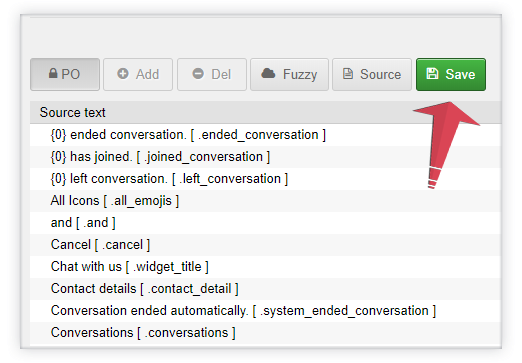 PO Add Del Fuzzy Source Save
Source text
{0} ended conversation. [ .ended_conversation ]
{0} has joined. [ .joined_conversation ]
{0} left conversation. [ .left_conversation ]
All Icons [ .all_emojis ]
and [ .and ]
Cancel [ .cancel ]
Chat with us [ .widget_title ]
Contact details [ .contact_detail ]
Conversation ended automatically. [ .system_ended_conversation ]
Conversations [ .conversations ]